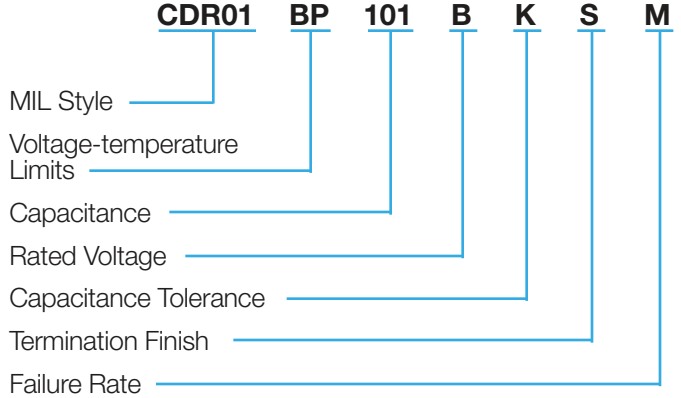 CDR01 BP 101 B K S M
MIL Style
Voltage-temperature
Limits
Capacitance
Rated Voltage
Capacitance Tolerance
Termination Finish
Failure Rate